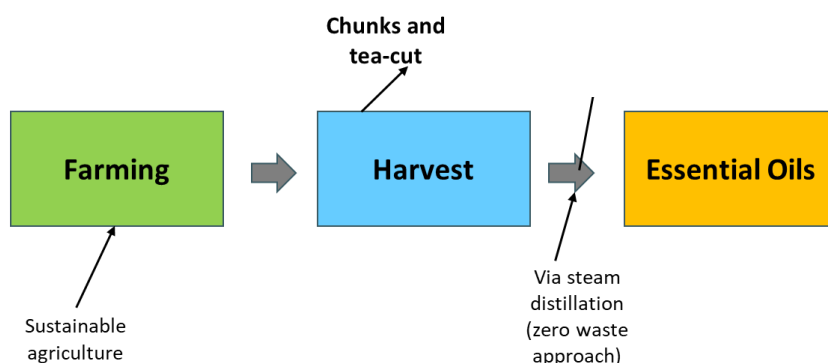 Chunks and
tea-cut
Farming
Harvest
Essential Oils
Sustainable
agriculture
Via steam
distillation
(zero waste
approach)